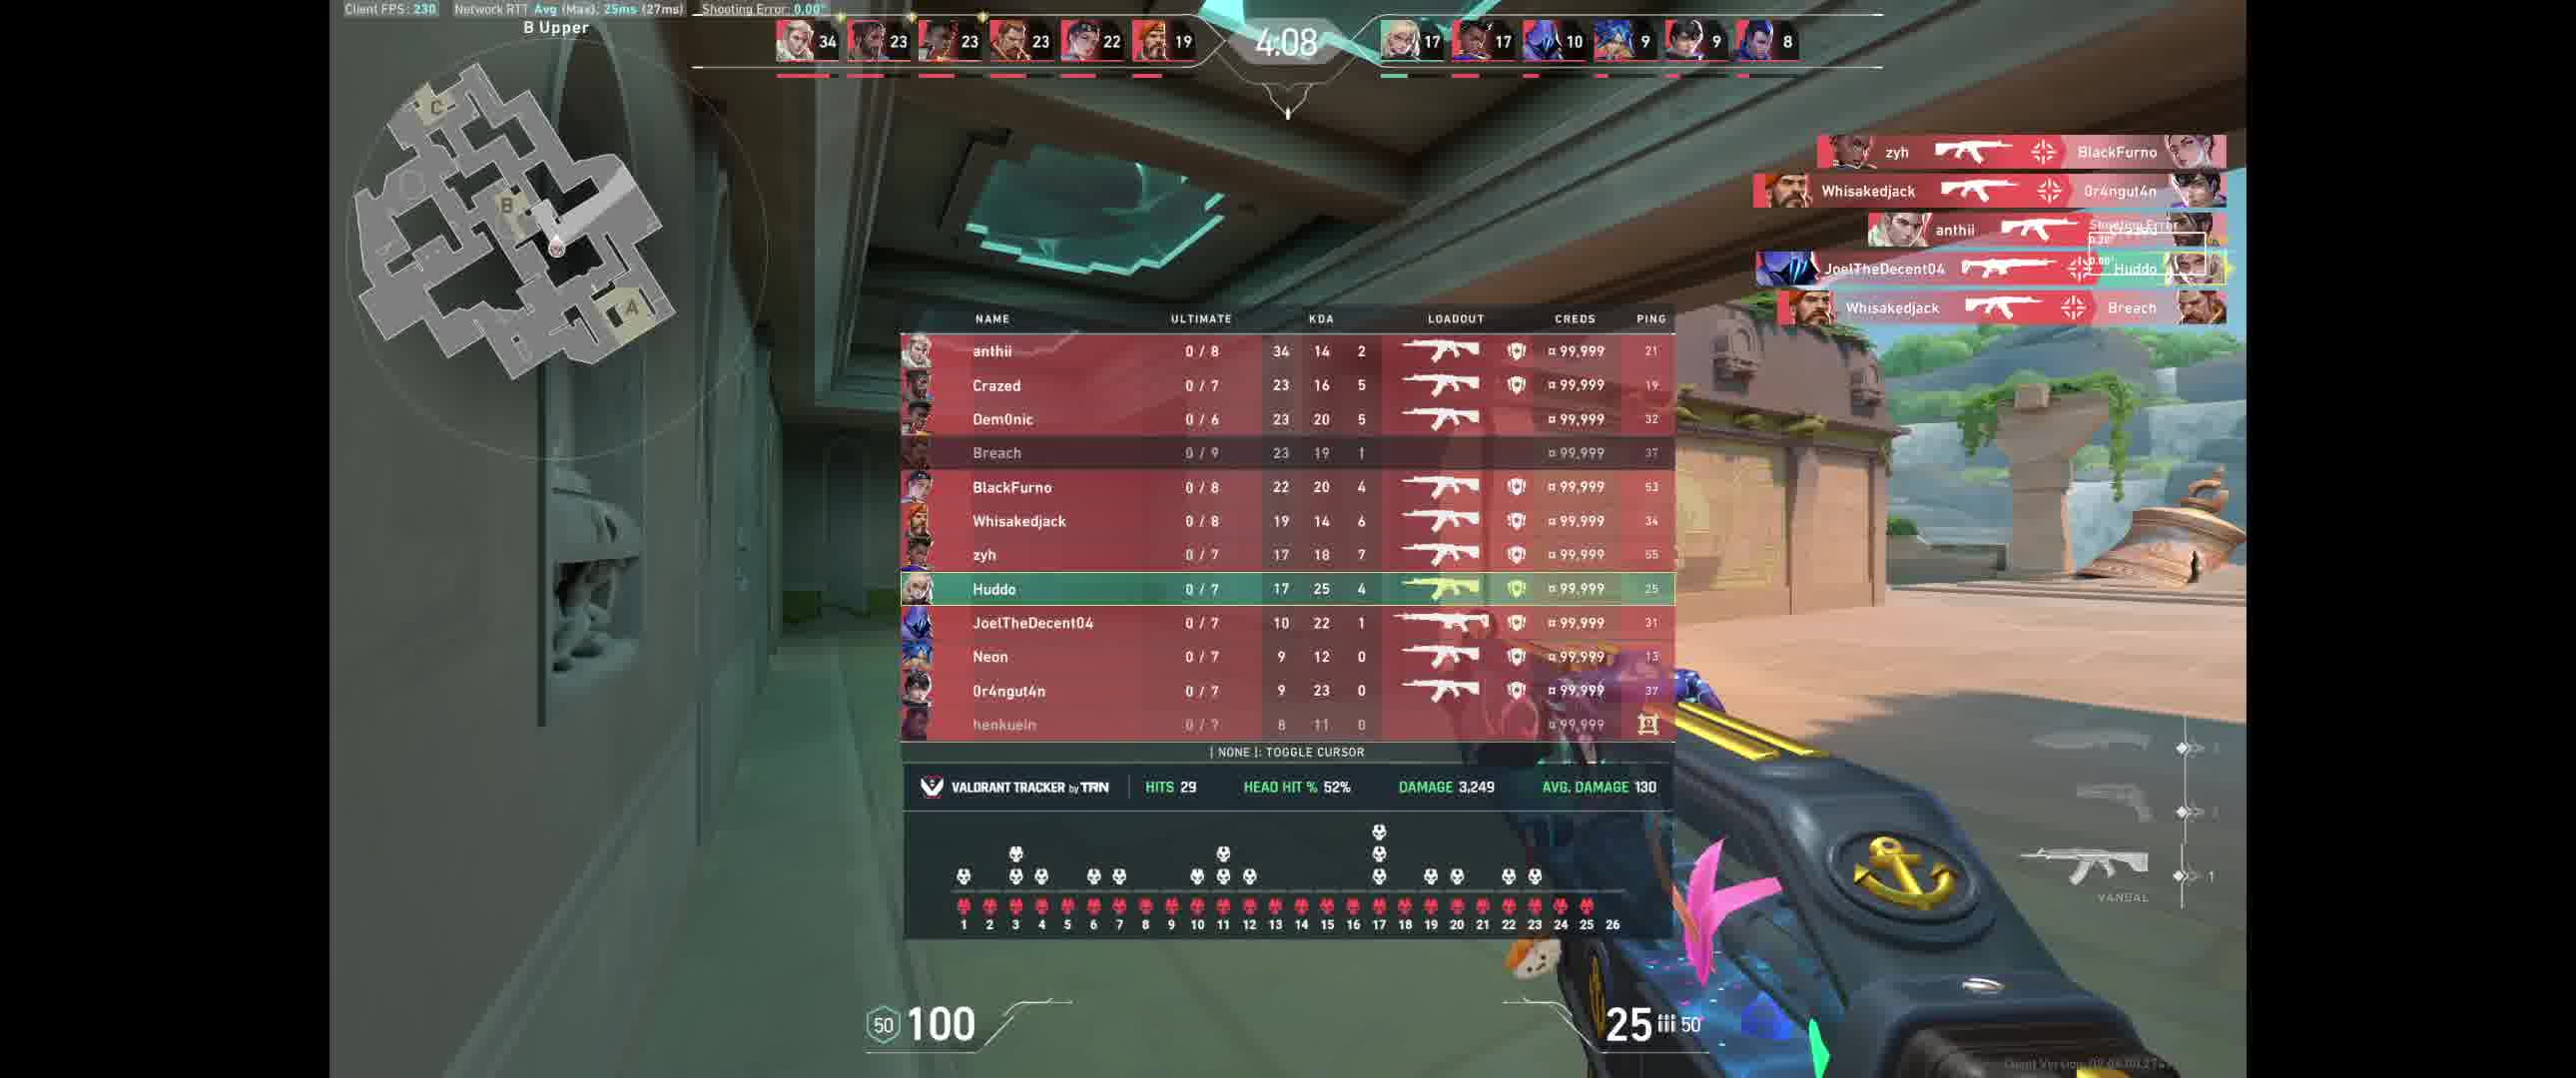 Client FPS: 230 Network RTT Avg (Max): 25ms (27ms) Shooting Error: 0.00°
B Upper
34 23 23 23 22 19 4:08 17 17 10 9 9 8
C
B
A
zyh BlackFurno
Whisakedjack 0r4ngut4n
anthii
Shooting Error
0.00°
JoelTheDecent04 Huddo
Whisakedjack Breach
NAME ULTIMATE KDA LOADOUT CREDS PING
anthii 0 / 8 34 14 2 ¤ 99,999 21
Crazed 0 / 7 23 16 5 ¤ 99,999 19
Dem0nic 0 / 6 23 20 5 ¤ 99,999 32
Breach 0 / 9 23 19 1 ¤ 99,999 37
BlackFurno 0 / 8 22 20 4 ¤ 99,999 53
Whisakedjack 0 / 8 19 14 6 ¤ 99,999 34
zyh 0 / 7 17 18 7 ¤ 99,999 55
Huddo 0 / 7 17 25 4 ¤ 99,999 25
JoelTheDecent04 0 / 7 10 22 1 ¤ 99,999 31
Neon 0 / 7 9 12 0 ¤ 99,999 13
0r4ngut4n 0 / 7 9 23 0 ¤ 99,999 37
henkuein 0 / 7 8 11 0 ¤ 99,999
[ NONE ]: TOGGLE CURSOR
VALORANT TRACKER by TRN HITS 29 HEAD HIT % 52% DAMAGE 3,249 AVG. DAMAGE 130
1 2 3 4 5 6 7 8 9 10 11 12 13 14 15 16 17 18 19 20 21 22 23 24 25 26
1
VANDAL
50 100
25 50